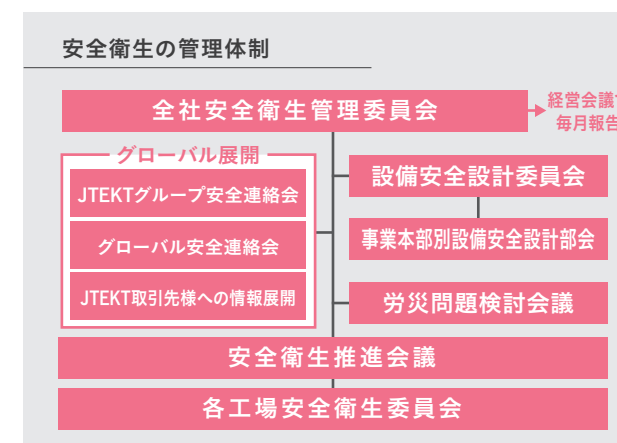 安全衛生の管理体制
全社安全衛生管理委員会
経営会議
毎月報告
グローバル展開
JTEKTグループ安全連絡会
グローバル安全連絡会
JTEKT取引先様への情報展開
設備安全設計委員会
事業本部別設備安全設計部会
労災問題検討会議
安全衛生推進会議
各工場安全衛生委員会